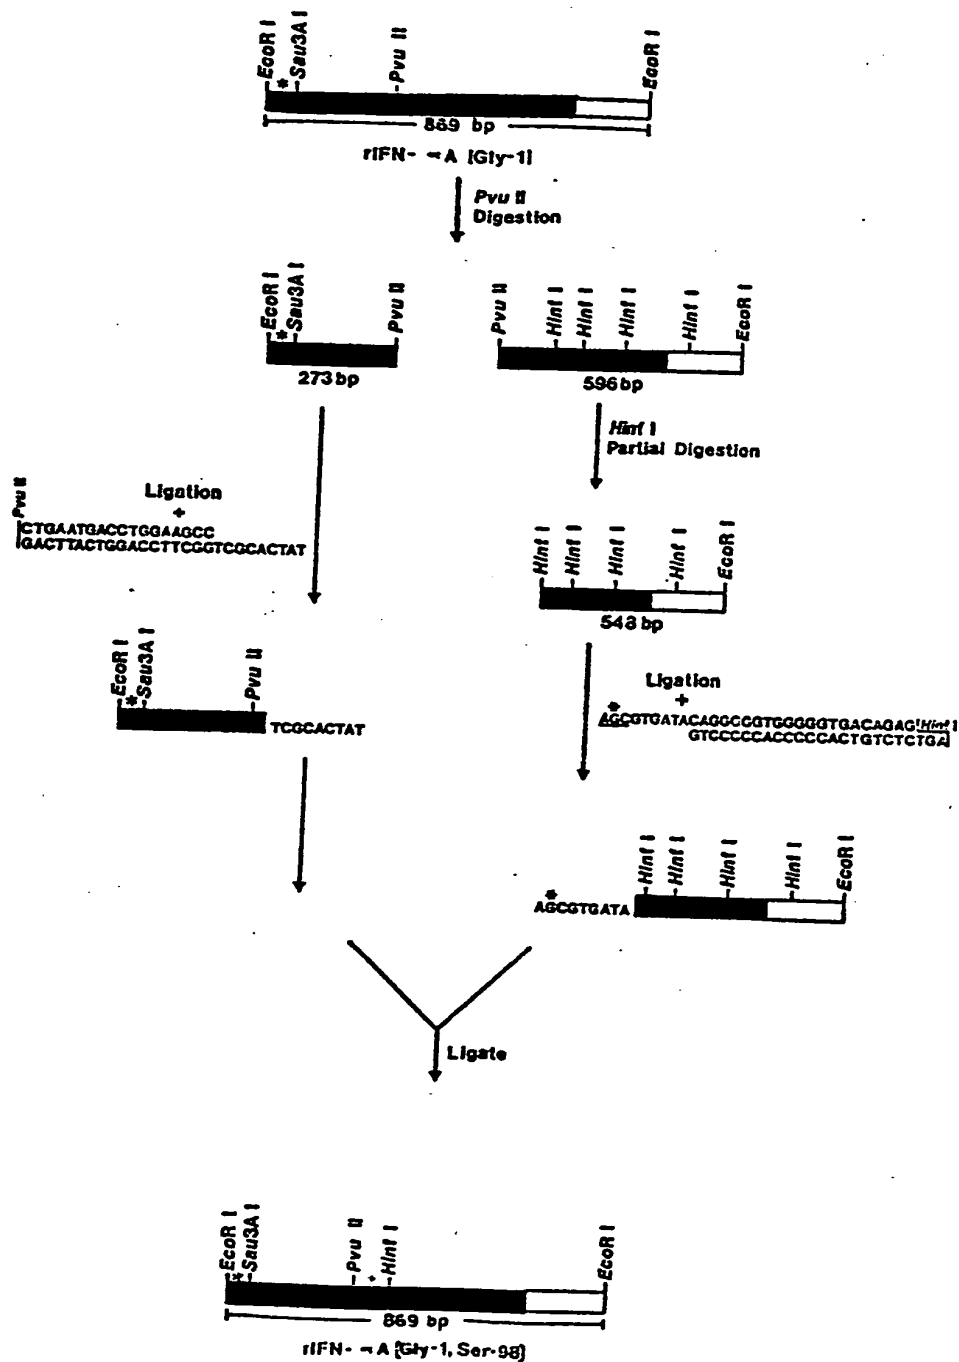 EcoR I
*
Sau3A I
Pvu II
EcoR I
869 bp
rIFN- ⍺ A [Gly-1]
Pvu II
Digestion
EcoR I
*
Sau3A I
Pvu II
273 bp
Pvu II
Hinf I
Hinf I
Hinf I
Hinf I
EcoR I
596 bp
Hinf I
Partial Digestion
Ligation
+
Pvu II
CTGAATGACCTGGAAGCC
GACTTACTGGACCTTCGGTCGCACTAT
Hinf I
Hinf I
Hinf I
Hinf I
EcoR I
548 bp
EcoR I
*
Sau3A I
Pvu II
TCGCACTAT
Ligation
+
*
AGCGTGATACAGGCCGTGGGGGTGACAGAG Hinf I
GTCCCCCACCCCCACTGTCTCTGA
*
AGCGTGATA
Hinf I
Hinf I
Hinf I
Hinf I
EcoR I
Ligate
EcoR I
*
Sau3A I
Pvu II
*
Hinf I
EcoR I
869 bp
rIFN- ⍺ A [Gly-1, Ser-98]